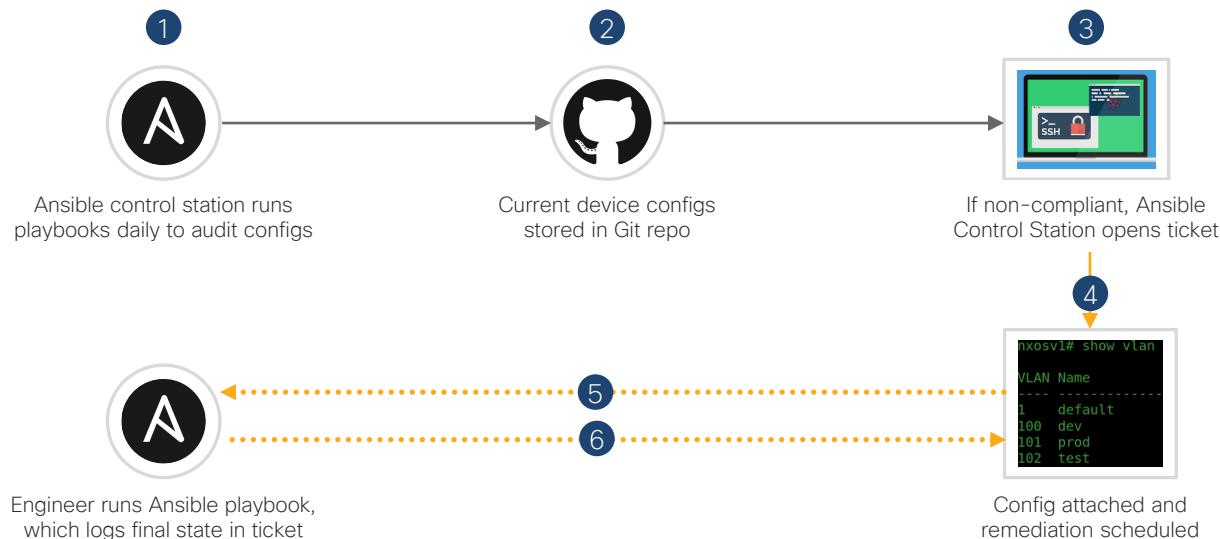 1
2
3
>_
SSH
Ansible control station runs
playbooks daily to audit configs
Current device configs
stored in Git repo
If non-compliant, Ansible
Control Station opens ticket
4
nxosv1# show vlan
VLAN Name
---- -------------
1 default
100 dev
101 prod
102 test
5
6
Engineer runs Ansible playbook,
which logs final state in ticket
Config attached and
remediation scheduled